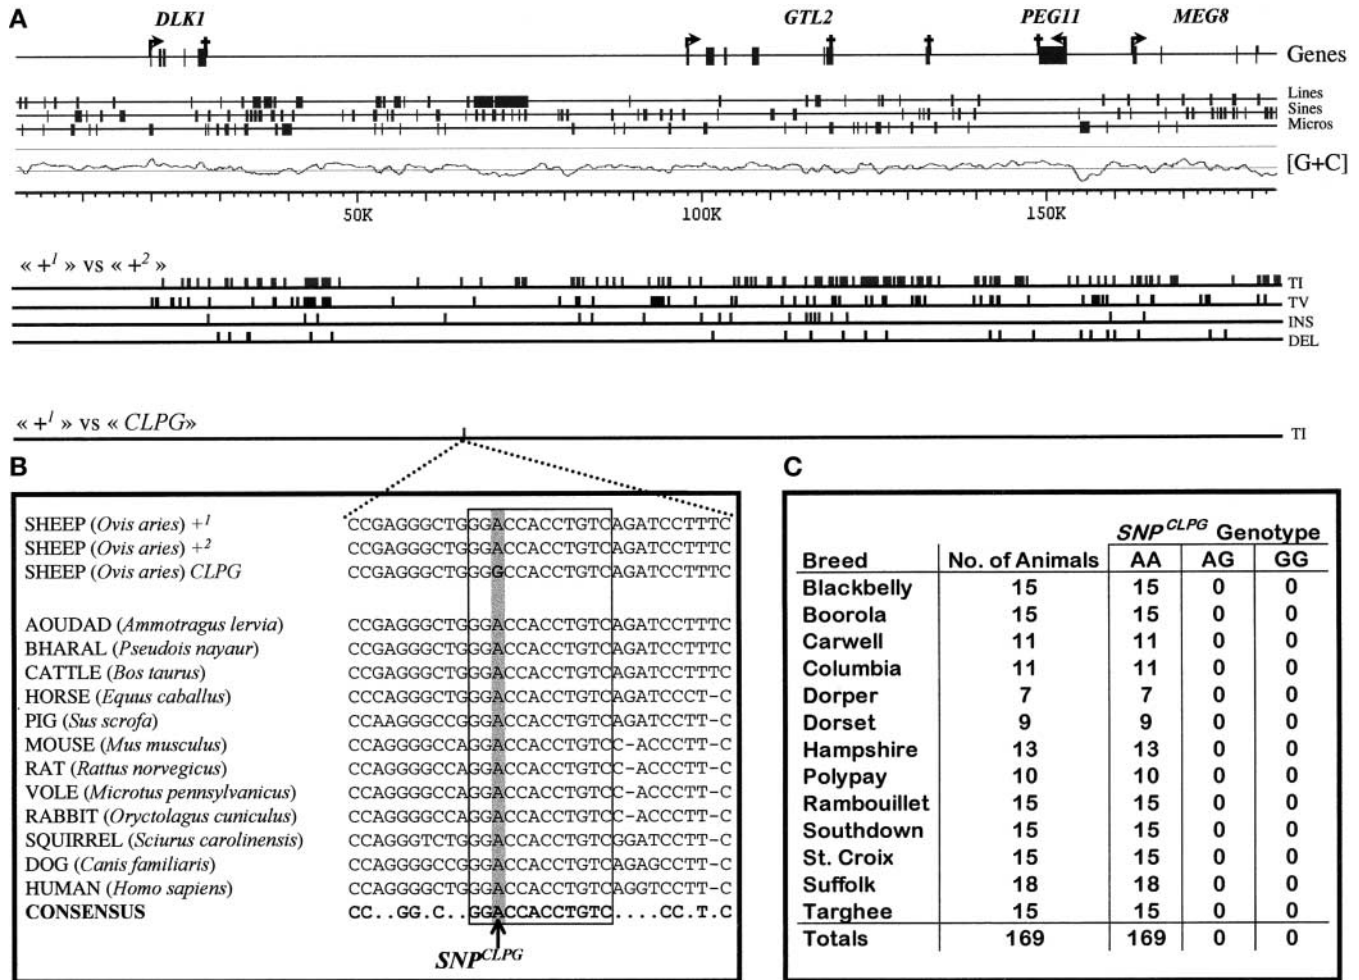 A
DLK1 GTL2 PEG11 MEG8
Genes
Lines
Sines
Micros
[G+C]
50K 100K 150K
« +1 » vs « +2 »
TI
TV
INS
DEL
« +1 » vs « CLPG»
TI
B
SHEEP (Ovis aries) +1 CCGAGGGCTGGGACCACCTGTCAGATCCTTTC
SHEEP (Ovis aries) +2 CCGAGGGCTGGGACCACCTGTCAGATCCTTTC
SHEEP (Ovis aries) CLPG CCGAGGGCTGGGGCCACCTGTCAGATCCTTTC
AOUDAD (Ammotragus lervia) CCGAGGGCTGGGACCACCTGTCAGATCCTTTC
BHARAL (Pseudois nayaur) CCGAGGGCTGGGACCACCTGTCAGATCCTTTC
CATTLE (Bos taurus) CCGAGGGCTGGGACCACCTGTCAGATCCTTTC
HORSE (Equus caballus) CCCAGGGCTGGGACCACCTGTCAGATCCCT-C
PIG (Sus scrofa) CCAAGGGCCGGGACCACCTGTCAGATCCTT-C
MOUSE (Mus musculus) CCAGGGGCCAGGACCACCTGTCC-ACCCTT-C
RAT (Rattus norvegicus) CCAGGGGCCAGGACCACCTGTCC-ACCCTT-C
VOLE (Microtus pennsylvanicus) CCAGGGGCCAGGACCACCTGTCC-ACCCTT-C
RABBIT (Oryctolagus cuniculus) CCAGGGGCCAGGACCACCTGTCC-ACCCTT-C
SQUIRREL (Sciurus carolinensis) CCAGGGTCTGGGACCACCTGTCGGATCCTT-C
DOG (Canis familiaris) CCAGGGGCCGGGACCACCTGTCAGAGCCTT-C
HUMAN (Homo sapiens) CCAGGGGCTGGGACCACCTGTCAGGTCCTT-C
CONSENSUS CC..GG.C..GGACCACCTGTC....CC.T.C
SNPCLPG
C
SNPCLPG Genotype
Breed No. of Animals AA AG GG
Blackbelly 15 15 0 0
Boorola 15 15 0 0
Carwell 11 11 0 0
Columbia 11 11 0 0
Dorper 7 7 0 0
Dorset 9 9 0 0
Hampshire 13 13 0 0
Polypay 10 10 0 0
Rambouillet 15 15 0 0
Southdown 15 15 0 0
St. Croix 15 15 0 0
Suffolk 18 18 0 0
Targhee 15 15 0 0
Totals 169 169 0 0